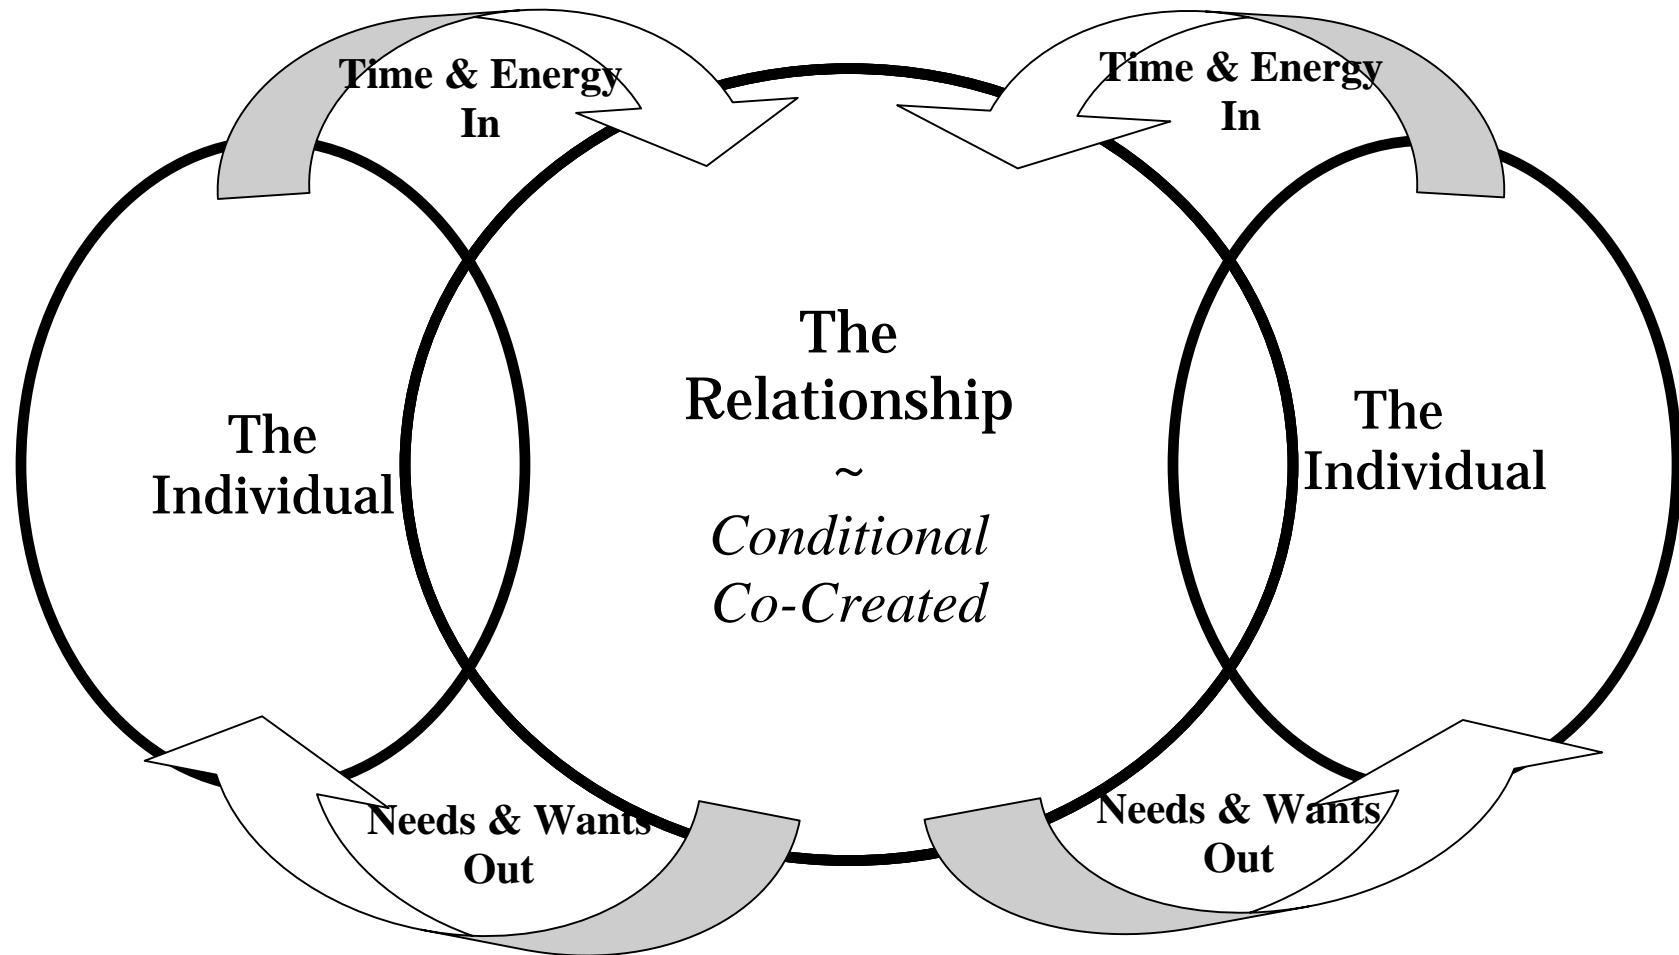 Time & Energy
In
Time & Energy
In
The
Individual
The
Relationship
~
Conditional
Co-Created
The
Individual
Needs & Wants
Out
Needs & Wants
Out